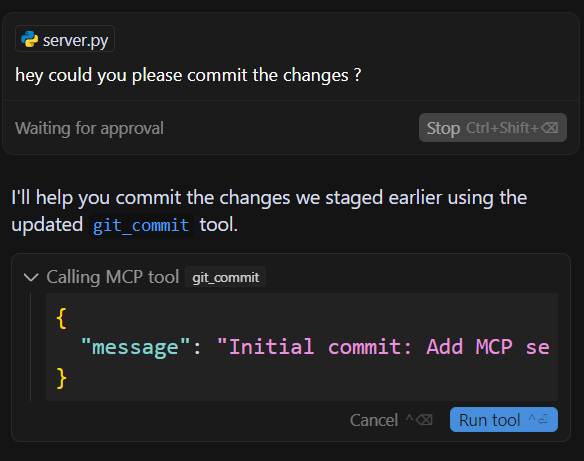 server.py
hey could you please commit the changes ?
Waiting for approval
Stop Ctrl+Shift+⌫
I'll help you commit the changes we staged earlier using the
updated git_commit tool.
Calling MCP tool git_commit
{
"message": "Initial commit: Add MCP se
}
Cancel ^⌫ Run tool ^⏎